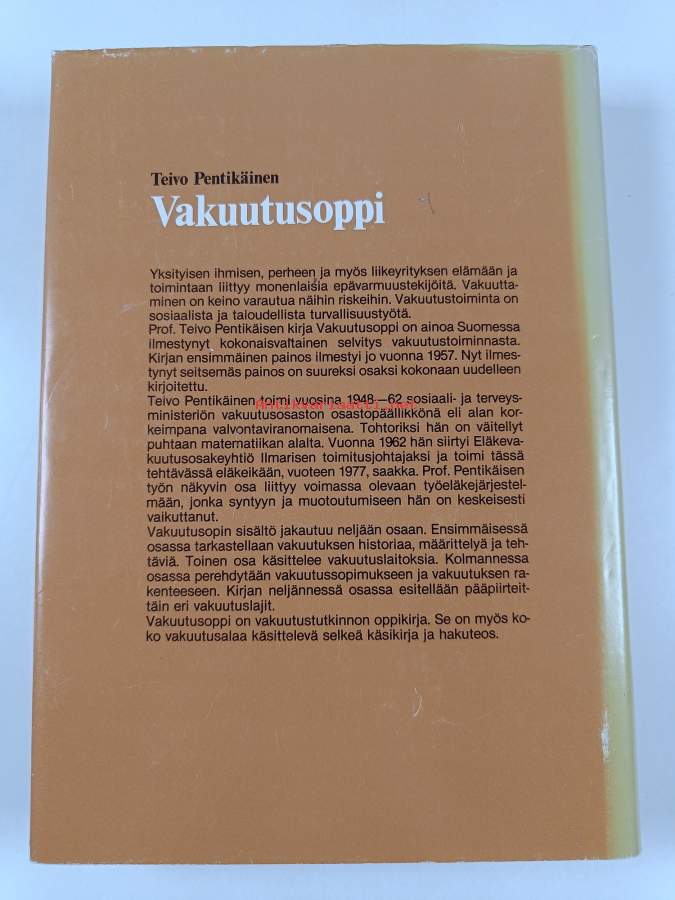 Teivo Pentikäinen
Vakuutusoppi
Yksityisen ihmisen, perheen ja myös liikeyrityksen elämään ja
toimintaan liittyy monenlaisia epävarmuustekijöitä. Vakuutta-
minen on keino varautua näihin riskeihin. Vakuutustoiminta on
sosiaalista ja taloudellista turvallisuustyötä.
Prof. Teivo Pentikäisen kirja Vakuutusoppi on ainoa Suomessa
ilmestynyt kokonaisvaltainen selvitys vakuutustoiminnasta.
Kirjan ensimmäinen painos ilmestyi jo vuonna 1957. Nyt ilmes-
tynyt seitsemäs painos on suureksi osaksi kokonaan uudelleen
kirjoitettu.
Teivo Pentikäinen toimi vuosina 1948—62 sosiaali- ja terveys-
Antikvariaatti.net
ministeriön vakuutusosaston osastopäällikkönä eli alan kor-
keimpana valvontaviranomaisena. Tohtoriksi hän on väitellyt
puhtaan matematiikan alalta. Vuonna 1962 hän siirtyi Eläkeva-
kuutusosakeyhtiö Ilmarisen toimitusjohtajaksi ja toimi tässä
tehtävässä eläkeikään, vuoteen 1977, saakka. Prof. Pentikäisen
työn näkyvin osa liittyy voimassa olevaan työeläkejärjestel-
mään, jonka syntyyn ja muotoutumiseen hän on keskeisesti
vaikuttanut.
Vakuutusopin sisältö jakautuu neljään osaan. Ensimmäisessä
osassa tarkastellaan vakuutuksen historiaa, määrittelyä ja teh-
täviä. Toinen osa käsittelee vakuutuslaitoksia. Kolmannessa
osassa perehdytään vakuutussopimukseen ja vakuutuksen ra-
kenteeseen. Kirjan neljännessä osassa esitellään pääpiirteit-
täin eri vakuutuslajit.
Vakuutusoppi on vakuutustutkinnon oppikirja. Se on myös ko-
ko vakuutusalaa käsittelevä selkeä käsikirja ja hakuteos.